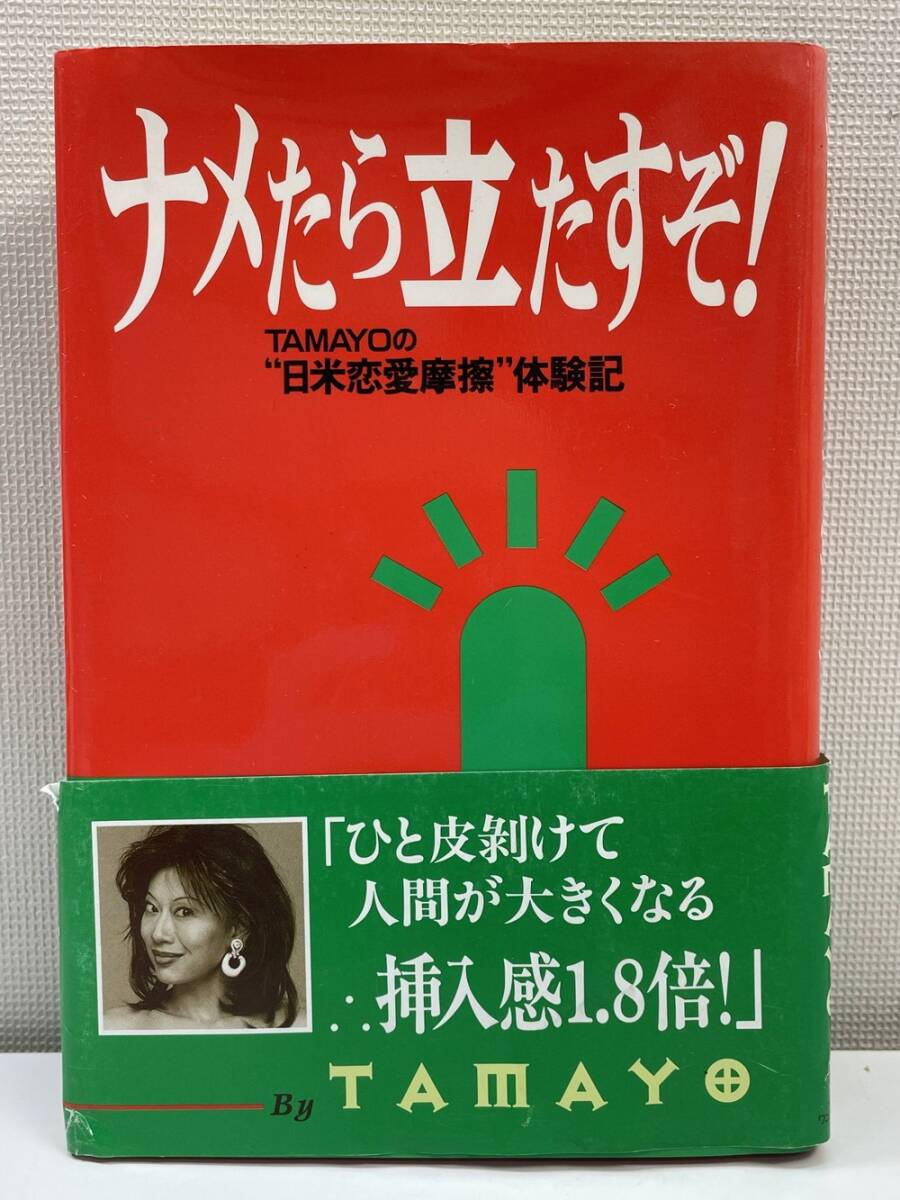 ナメたら立たすぞ!
TAMAYOの
“日米恋愛摩擦”体験記
「ひと皮剝けて
人間が大きくなる
∴挿入感1.8倍!」
By TAMAYO